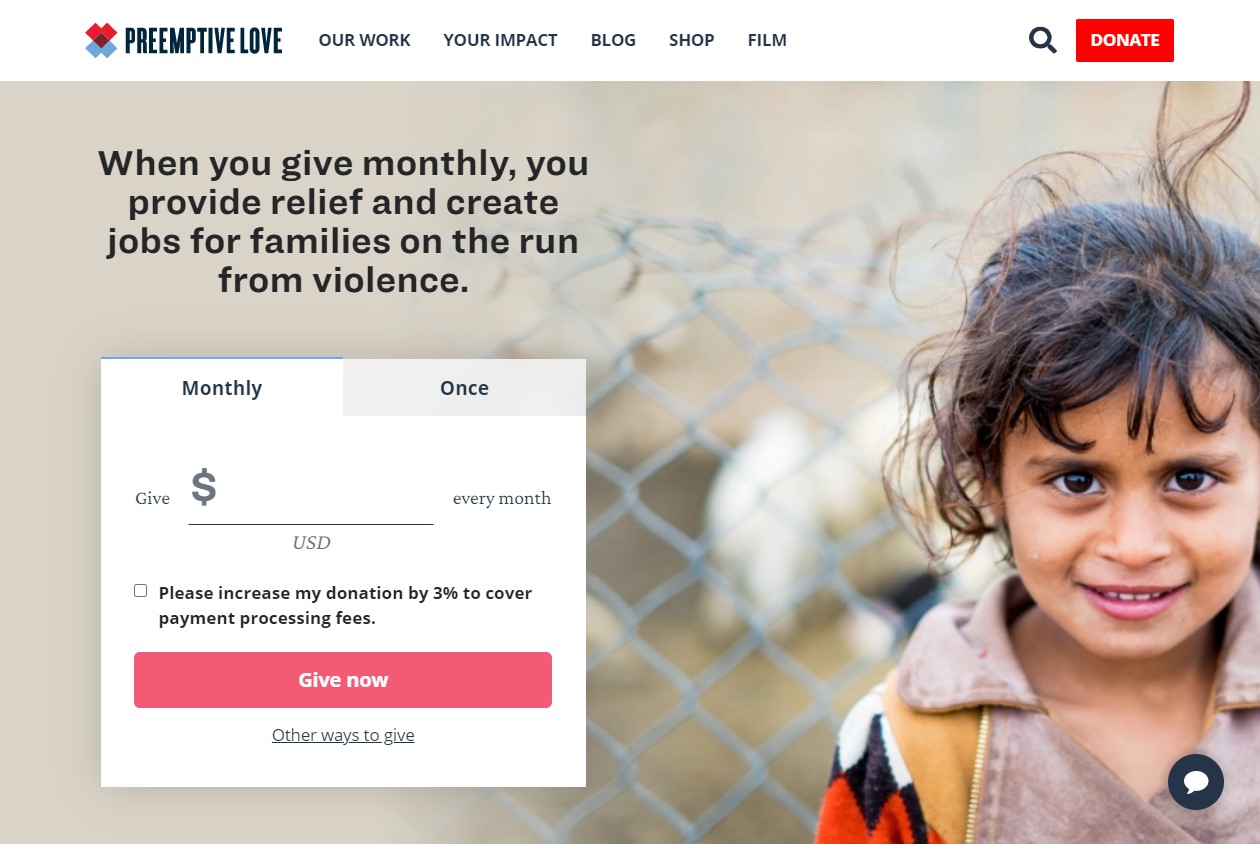 PREEMPTIVE LOVE
OUR WORK
YOUR IMPACT
BLOG
SHOP
FILM
DONATE
When you give monthly, you
provide relief and create
jobs for families on the run
from violence.
Monthly
Once
Give $ every month
USD
Please increase my donation by 3% to cover
payment processing fees.
Give now
Other ways to give